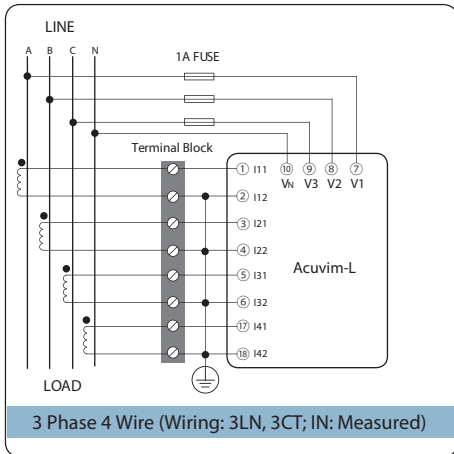 LINE
A B C N
1A FUSE
Terminal Block
① I11
② I12
③ I21
④ I22
⑤ I31
⑥ I32
⑰ I41
⑱ I42
⑩ ⑨ ⑧ ⑦
VN V3 V2 V1
Acuvim-L
LOAD
3 Phase 4 Wire (Wiring: 3LN, 3CT; IN: Measured)